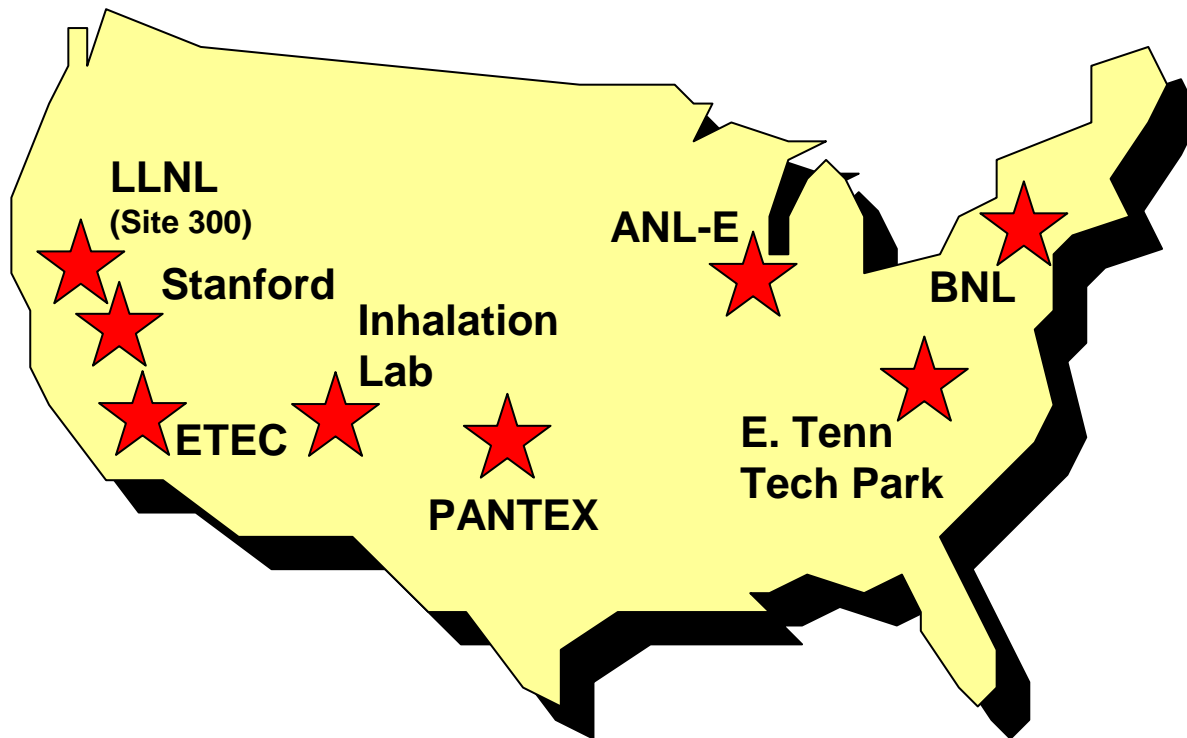 LLNL
(Site 300)
Stanford
Inhalation
Lab
ETEC
PANTEX
ANL-E
BNL
E. Tenn
Tech Park